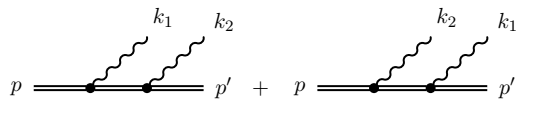 k₁ k₂ k₂ k₁
p p′ + p p′